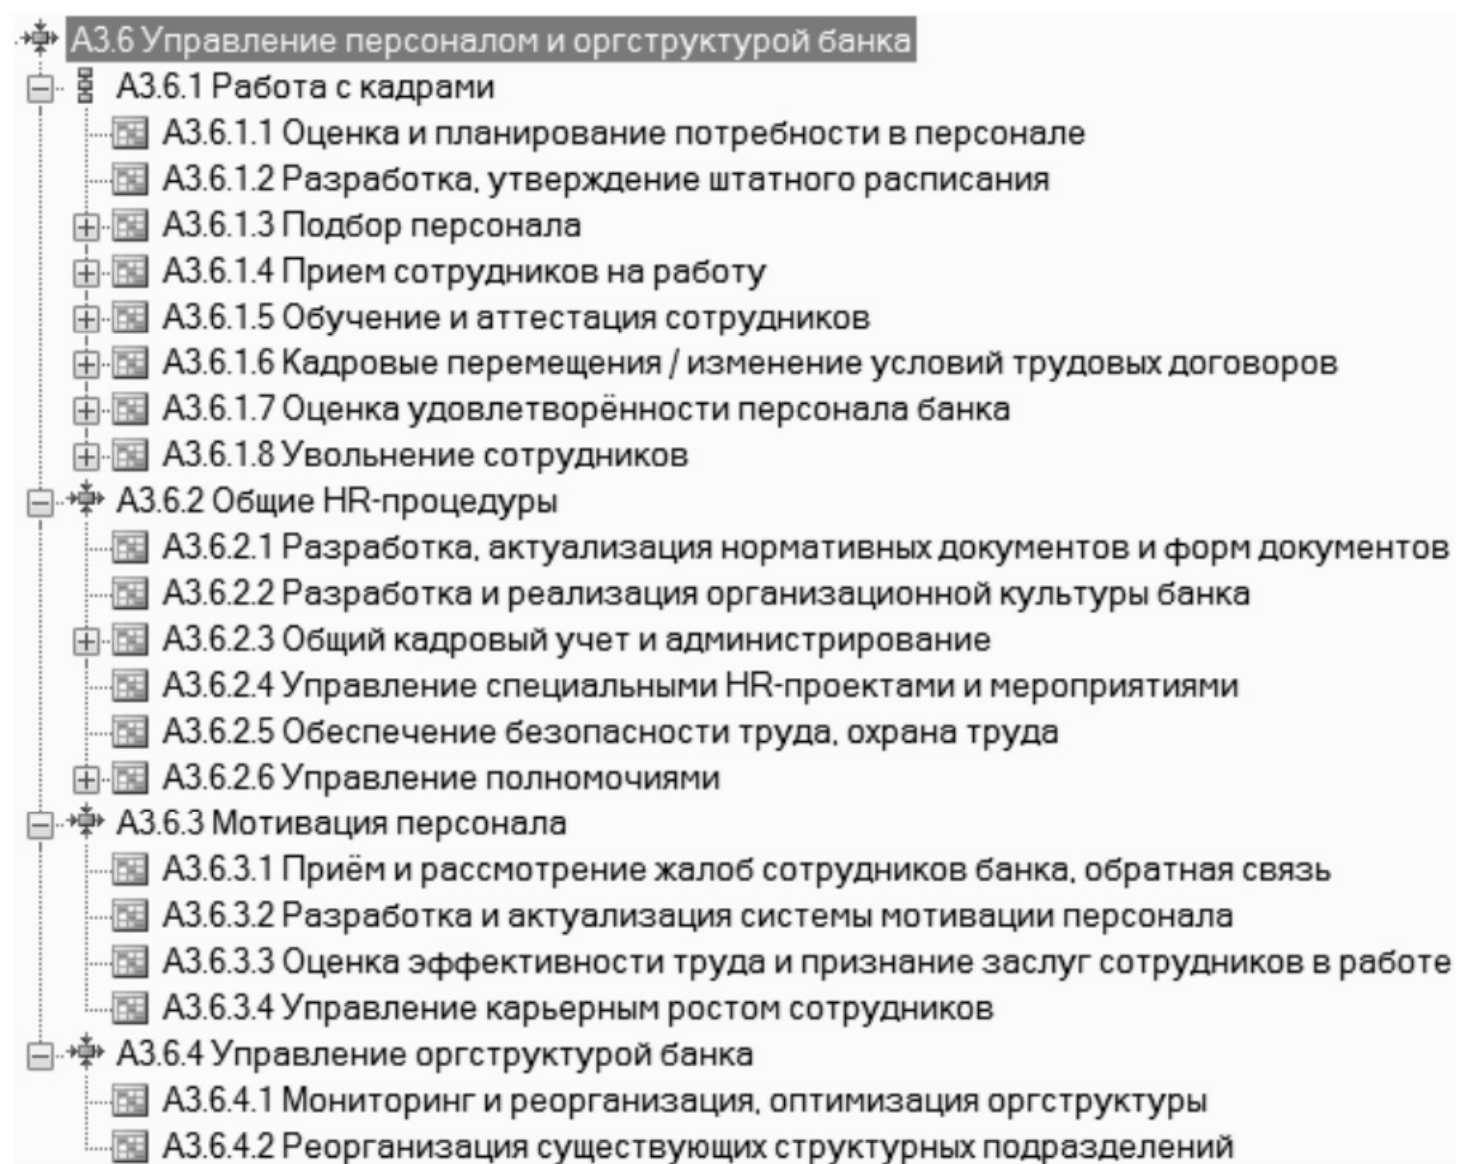 А3.6 Управление персоналом и оргструктурой банка
А3.6.1 Работа с кадрами
А3.6.1.1 Оценка и планирование потребности в персонале
А3.6.1.2 Разработка, утверждение штатного расписания
А3.6.1.3 Подбор персонала
А3.6.1.4 Прием сотрудников на работу
А3.6.1.5 Обучение и аттестация сотрудников
А3.6.1.6 Кадровые перемещения / изменение условий трудовых договоров
А3.6.1.7 Оценка удовлетворённости персонала банка
А3.6.1.8 Увольнение сотрудников
А3.6.2 Общие HR-процедуры
А3.6.2.1 Разработка, актуализация нормативных документов и форм документов
А3.6.2.2 Разработка и реализация организационной культуры банка
А3.6.2.3 Общий кадровый учет и администрирование
А3.6.2.4 Управление специальными HR-проектами и мероприятиями
А3.6.2.5 Обеспечение безопасности труда, охрана труда
А3.6.2.6 Управление полномочиями
А3.6.3 Мотивация персонала
А3.6.3.1 Приём и рассмотрение жалоб сотрудников банка, обратная связь
А3.6.3.2 Разработка и актуализация системы мотивации персонала
А3.6.3.3 Оценка эффективности труда и признание заслуг сотрудников в работе
А3.6.3.4 Управление карьерным ростом сотрудников
А3.6.4 Управление оргструктурой банка
А3.6.4.1 Мониторинг и реорганизация, оптимизация оргструктуры
А3.6.4.2 Реорганизация существующих структурных подразделений